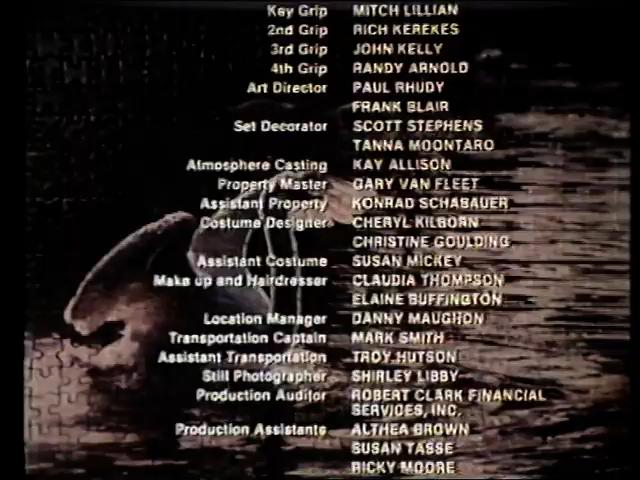 Key Grip MITCH LILLIAN
2nd Grip RICH KEREKES
3rd Grip JOHN KELLY
4th Grip RANDY ARNOLD
Art Director PAUL RHUDY
FRANK BLAIR
Set Decorator SCOTT STEPHENS
TANNA MOONTARO
Atmosphere Casting KAY ALLISON
Property Master GARY VAN FLEET
Assistant Property KONRAD SCHABAUER
Costume Designer CHERYL KILBORN
CHRISTINE GOULDING
Assistant Costume SUSAN MICKEY
Make up and Hairdresser CLAUDIA THOMPSON
ELAINE BUFFINGTON
Location Manager DANNY MAUGHON
Transportation Captain MARK SMITH
Assistant Transportation TROY HUTSON
Still Photographer SHIRLEY LIBBY
Production Auditor ROBERT CLARK FINANCIAL
SERVICES, INC.
Production Assistants ALTHEA BROWN
SUSAN TASSE
RICKY MOORE